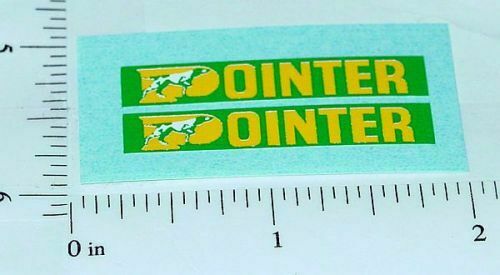 5
POINTER
POINTER
6
0 in 1 2